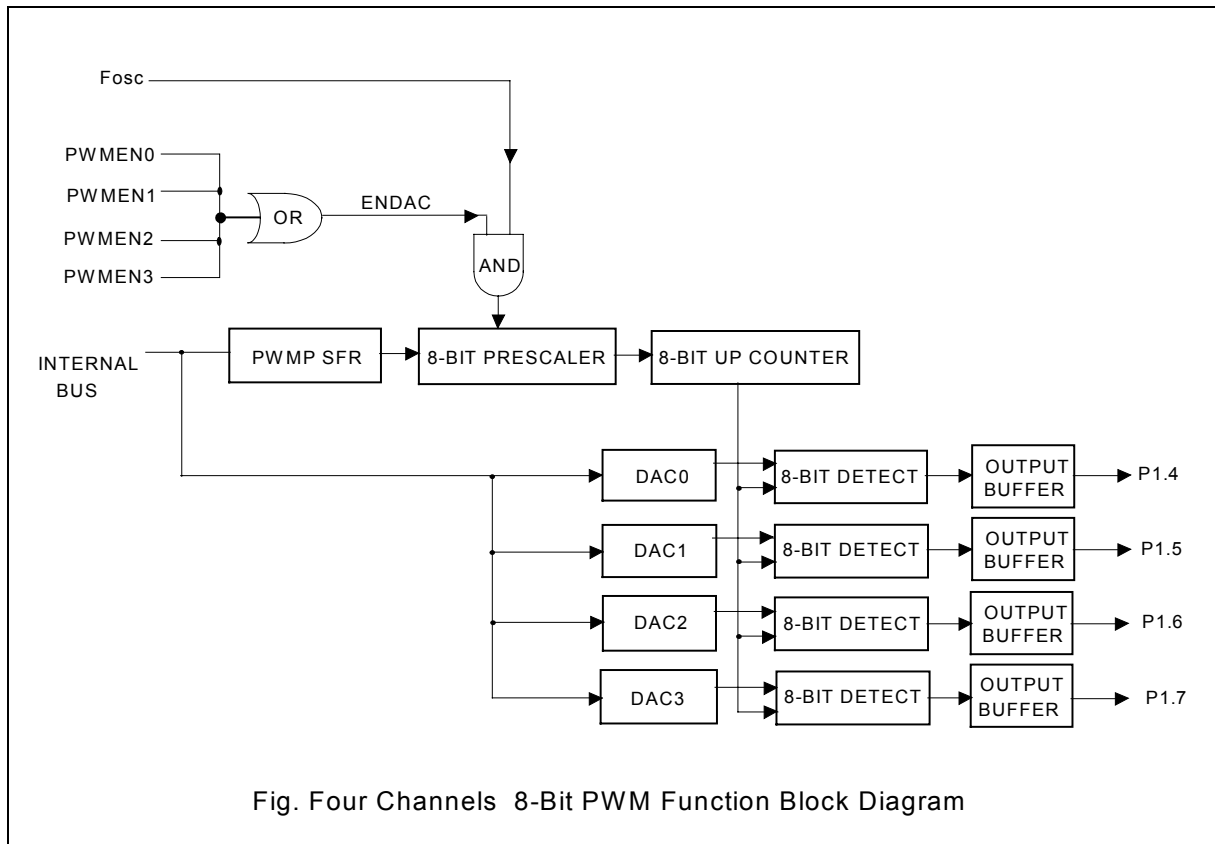 Fosc
PWMEN0
PWMEN1
PWMEN2
PWMEN3
OR
ENDAC
AND
INTERNAL
BUS
PWMP SFR
8-BIT PRESCALER
8-BIT UP COUNTER
DAC0
8-BIT DETECT
OUTPUT
BUFFER
P1.4
DAC1
8-BIT DETECT
OUTPUT
BUFFER
P1.5
DAC2
8-BIT DETECT
OUTPUT
BUFFER
P1.6
DAC3
8-BIT DETECT
OUTPUT
BUFFER
P1.7
Fig. Four Channels 8-Bit PWM Function Block Diagram